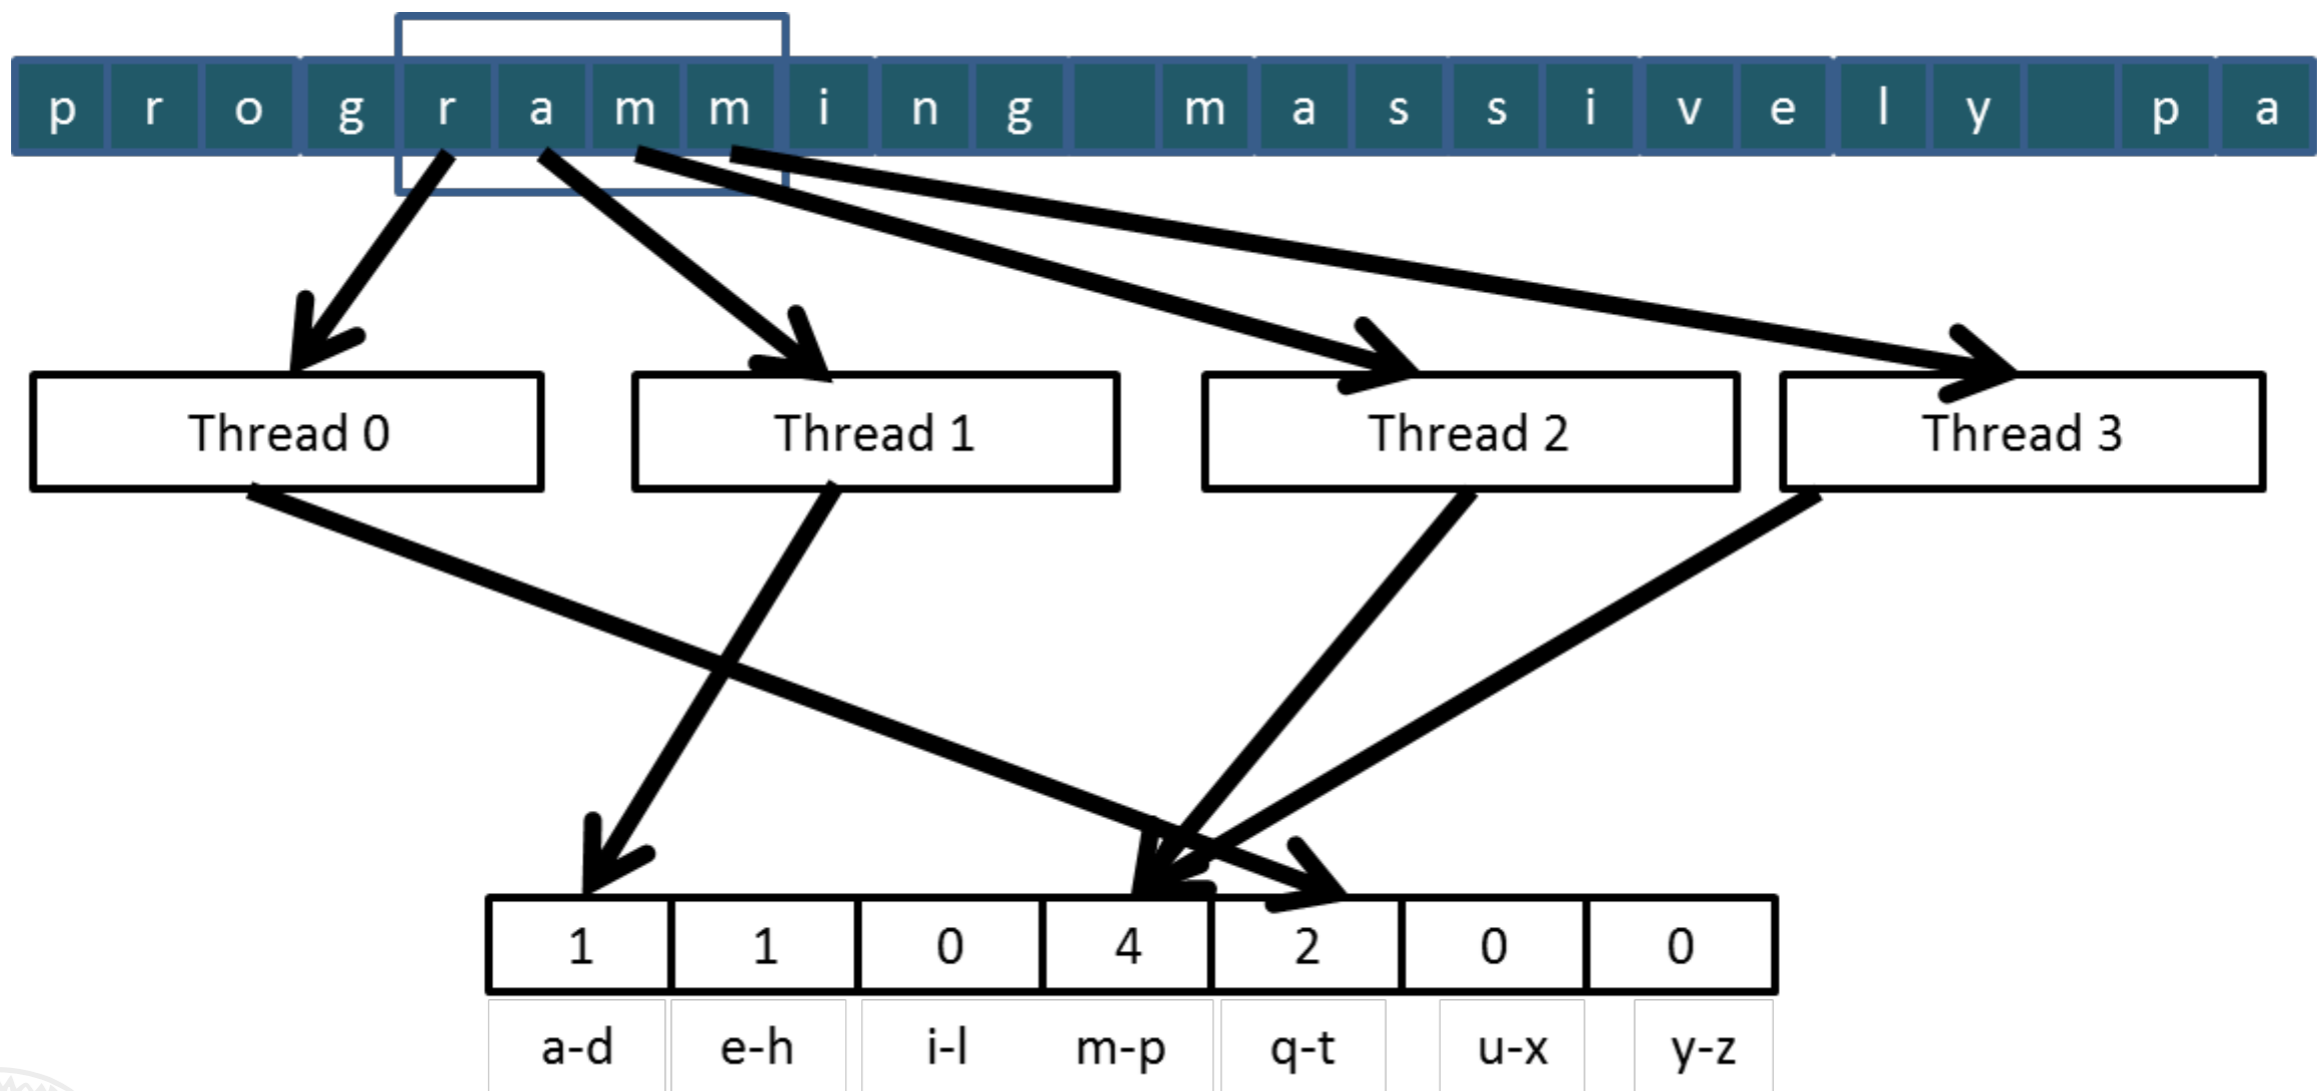 p r o g r a m m i n g m a s s i v e l y p a
Thread 0 Thread 1 Thread 2 Thread 3
1 1 0 4 2 0 0
a-d e-h i-l m-p q-t u-x y-z